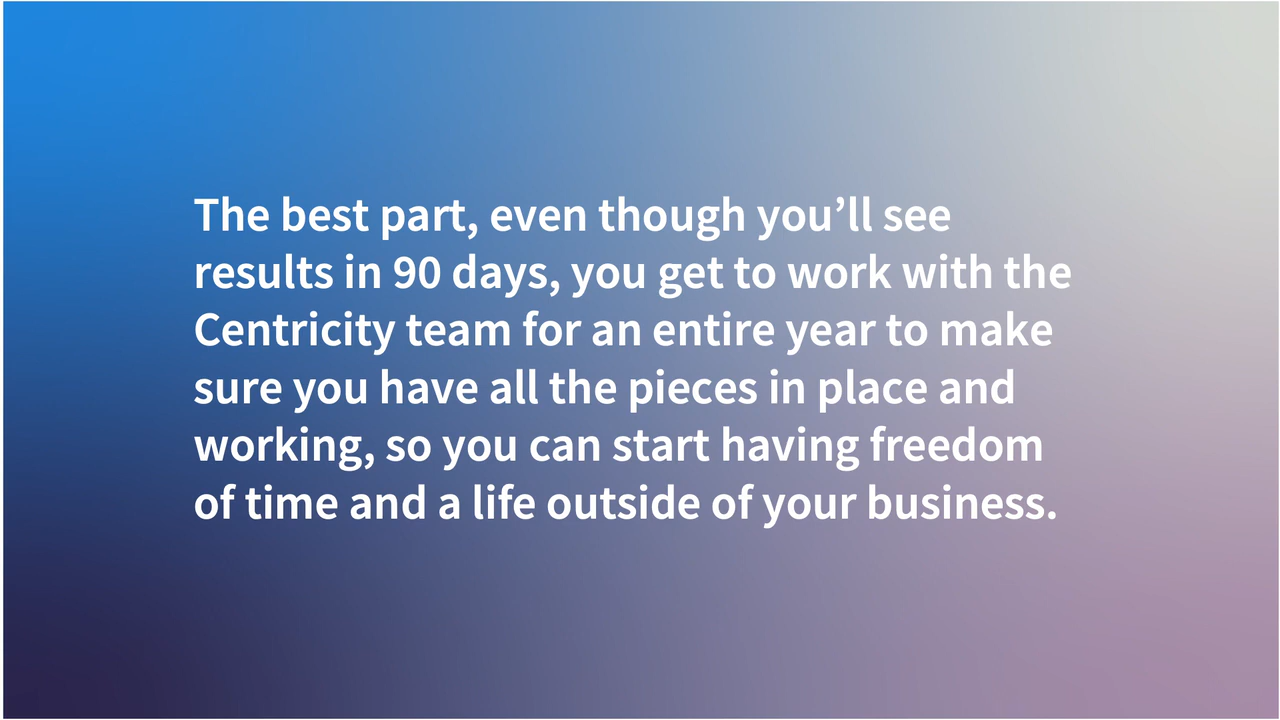 The best part, even though you’ll see
results in 90 days, you get to work with the
Centricity team for an entire year to make
sure you have all the pieces in place and
working, so you can start having freedom
of time and a life outside of your business.